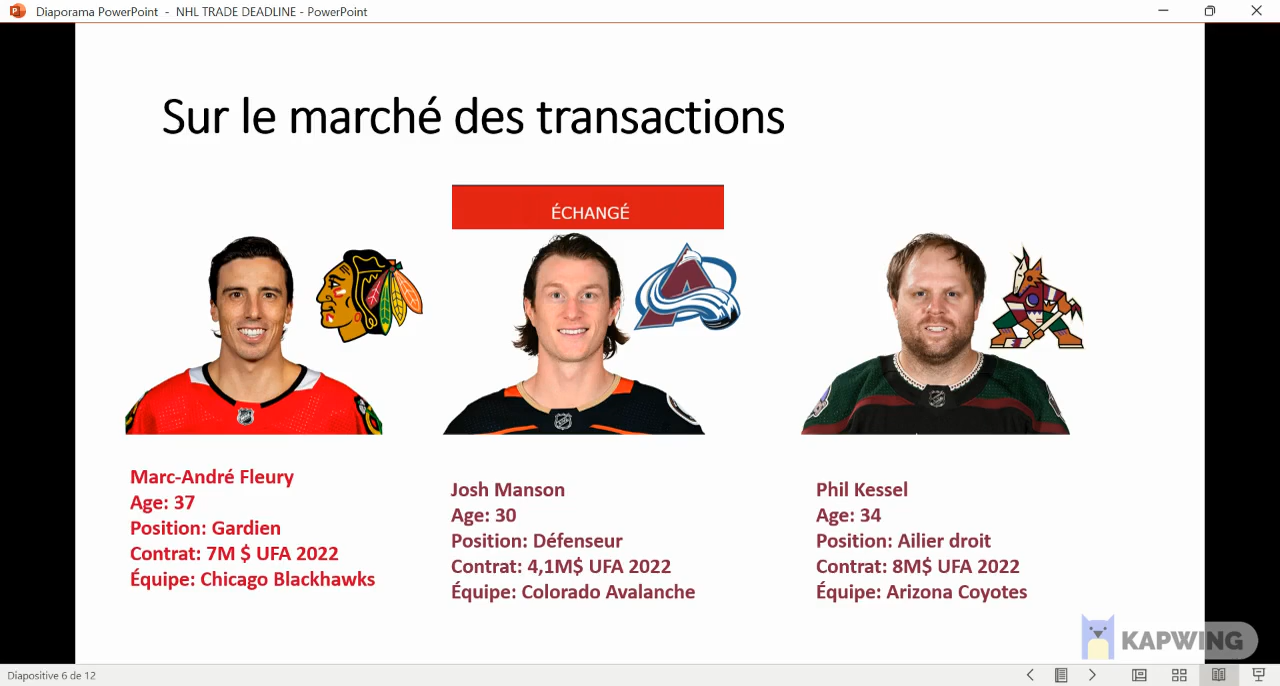 Diaporama PowerPoint - NHL TRADE DEADLINE - PowerPoint
Sur le marché des transactions
ÉCHANGÉ
Marc-André Fleury
Age: 37
Position: Gardien
Contrat: 7M $ UFA 2022
Équipe: Chicago Blackhawks
Josh Manson
Age: 30
Position: Défenseur
Contrat: 4,1M$ UFA 2022
Équipe: Colorado Avalanche
Phil Kessel
Age: 34
Position: Ailier droit
Contrat: 8M$ UFA 2022
Équipe: Arizona Coyotes
KAPWING
Diapositive 6 de 12